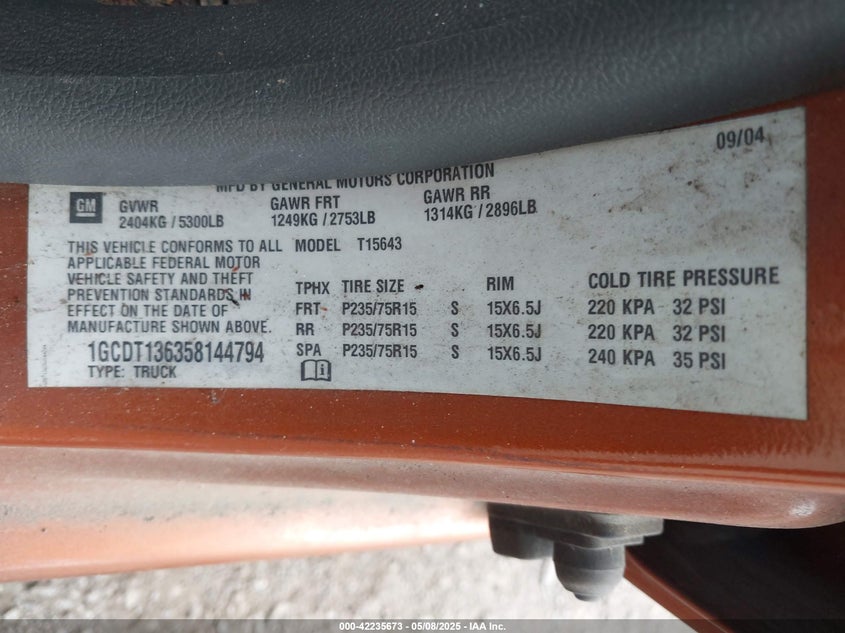 09/04
MFD BY GENERAL MOTORS CORPORATION
GM
GVWR GAWR FRT GAWR RR
2404KG / 5300LB 1249KG / 2753LB 1314KG / 2896LB
THIS VEHICLE CONFORMS TO ALL
APPLICABLE FEDERAL MOTOR
VEHICLE SAFETY AND THEFT
PREVENTION STANDARDS IN
EFFECT ON THE DATE OF
MANUFACTURE SHOWN ABOVE.
1GCDT136358144794
TYPE: TRUCK
MODEL T15643
TPHX TIRE SIZE RIM COLD TIRE PRESSURE
FRT P235/75R15 S 15X6.5J 220 KPA 32 PSI
RR P235/75R15 S 15X6.5J 220 KPA 32 PSI
SPA P235/75R15 S 15X6.5J 240 KPA 35 PSI
i
000-42235673 - 05/08/2025 - IAA Inc.